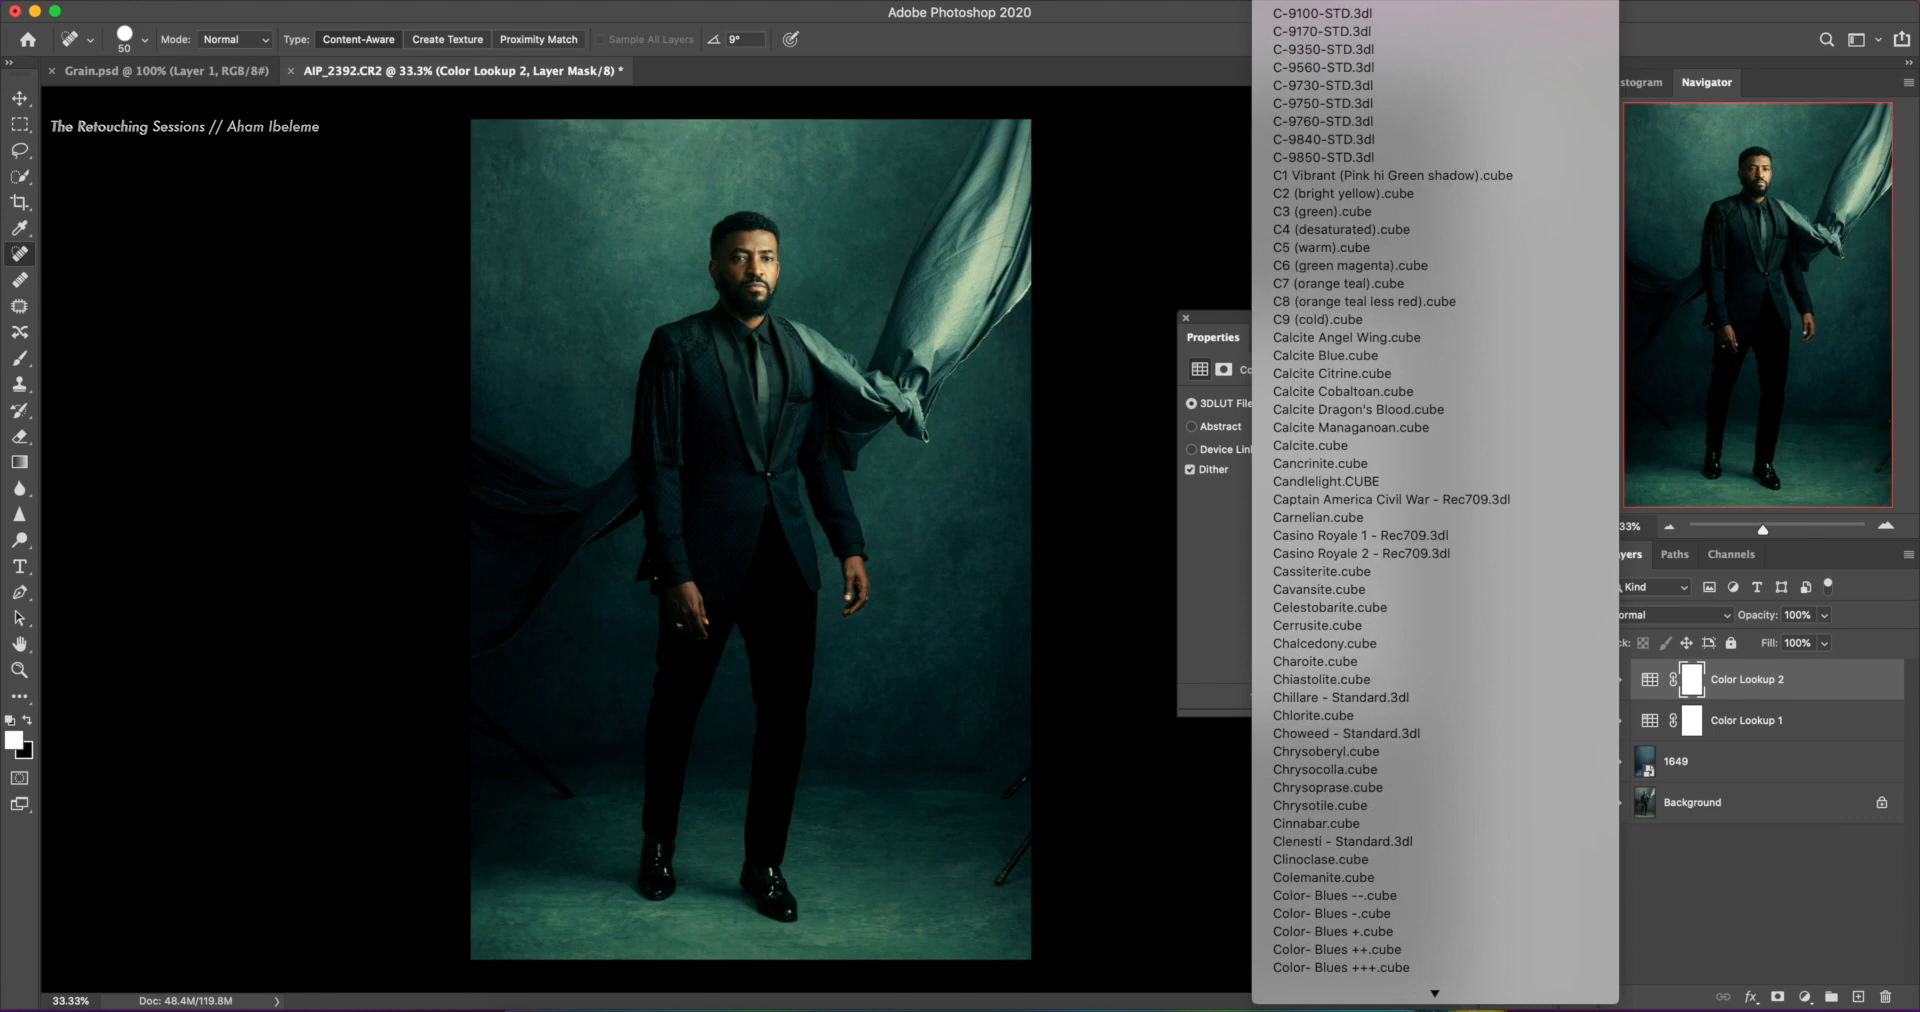 Adobe Photoshop 2020
50
Mode:
Normal
Type:
Content-Aware
Create Texture
Proximity Match
Sample All Layers
9°
Grain.psd @ 100% (Layer 1, RGB/8#)
AIP_2392.CR2 @ 33.3% (Color Lookup 2, Layer Mask/8) *
The Retouching Sessions // Aham Ibeleme
Properties
Co
3DLUT File
Abstract
Device Lin
Dither
C-9100-STD.3dl
C-9170-STD.3dl
C-9350-STD.3dl
C-9560-STD.3dl
C-9730-STD.3dl
C-9750-STD.3dl
C-9760-STD.3dl
C-9840-STD.3dl
C-9850-STD.3dl
C1 Vibrant (Pink hi Green shadow).cube
C2 (bright yellow).cube
C3 (green).cube
C4 (desaturated).cube
C5 (warm).cube
C6 (green magenta).cube
C7 (orange teal).cube
C8 (orange teal less red).cube
C9 (cold).cube
Calcite Angel Wing.cube
Calcite Blue.cube
Calcite Citrine.cube
Calcite Cobaltoan.cube
Calcite Dragon's Blood.cube
Calcite Managanoan.cube
Calcite.cube
Cancrinite.cube
Candlelight.CUBE
Captain America Civil War - Rec709.3dl
Carnelian.cube
Casino Royale 1 - Rec709.3dl
Casino Royale 2 - Rec709.3dl
Cassiterite.cube
Cavansite.cube
Celestobarite.cube
Cerrusite.cube
Chalcedony.cube
Charoite.cube
Chiastolite.cube
Chillare - Standard.3dl
Chlorite.cube
Choweed - Standard.3dl
Chrysoberyl.cube
Chrysocolla.cube
Chrysoprase.cube
Chrysotile.cube
Cinnabar.cube
Clenesti - Standard.3dl
Clinoclase.cube
Colemanite.cube
Color- Blues --.cube
Color- Blues -.cube
Color- Blues +.cube
Color- Blues ++.cube
Color- Blues +++.cube
stogram
Navigator
33%
yers
Paths
Channels
Kind
ormal
Opacity:
100%
ck:
Fill:
100%
Color Lookup 2
Color Lookup 1
1649
Background
fx
33.33%
Doc: 48.4M/119.8M